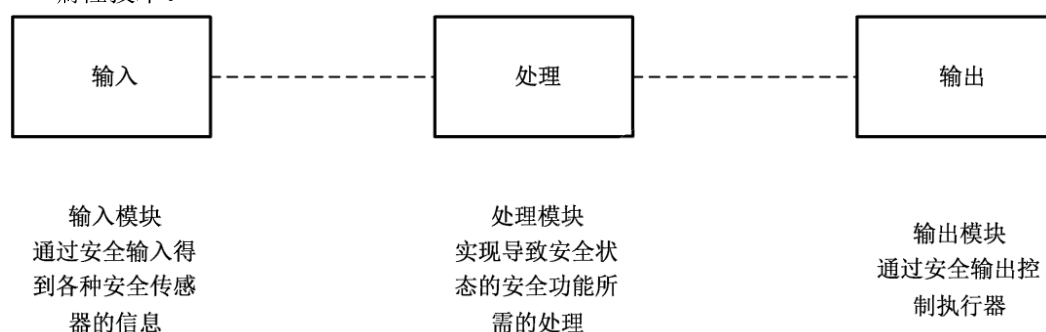 输入
处理
输出
输入模块
通过安全输入得
到各种安全传感
器的信息
处理模块
实现导致安全状
态的安全功能所
需的处理
输出模块
通过安全输出控
制执行器